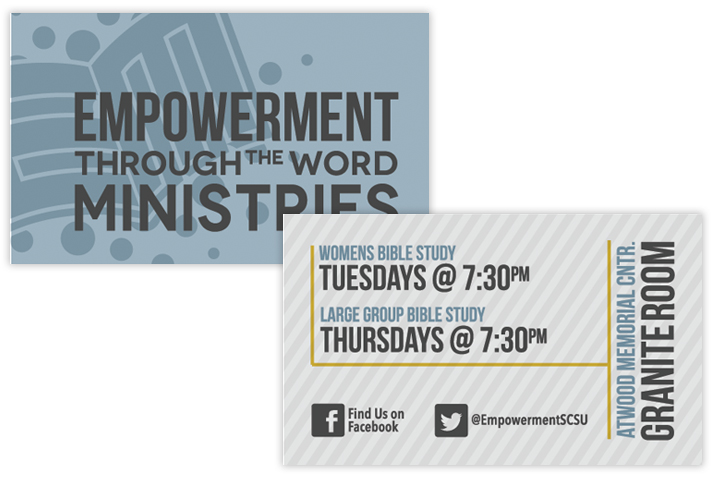 EMPOWERMENT
THROUGH THE WORD
MINISTRIES
WOMENS BIBLE STUDY
TUESDAYS @ 7:30PM
LARGE GROUP BIBLE STUDY
THURSDAYS @ 7:30PM
ATWOOD MEMORIAL CNTR.
GRANITE ROOM
Find Us on
Facebook
@EmpowermentSCSU